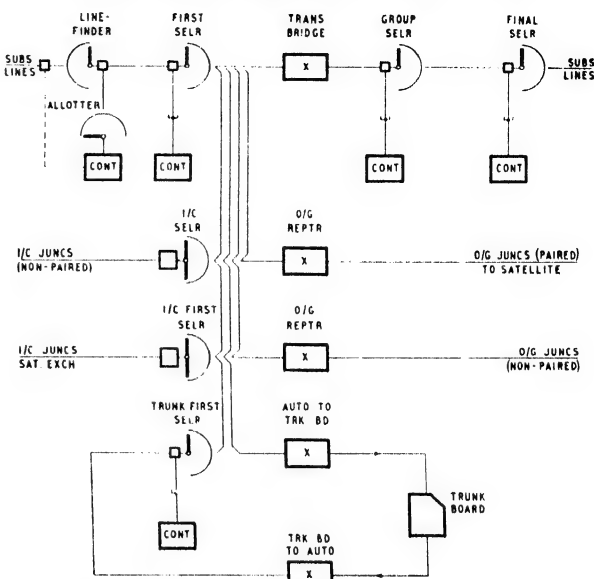 LINE-
FINDER
FIRST
SELR
TRANS
BRIDGE
GROUP
SELR
FINAL
SELR
SUBS
LINES
X
SUBS
LINES
ALLOTTER
CONT
CONT
CONT
CONT
I/C
SELR
O/G
REPTR
I/C JUNCS
(NON-PAIRED)
X
O/G JUNCS (PAIRED)
TO SATELLITE
I/C FIRST
SELR
O/G
REPTR
I/C JUNCS
SAT. EXCH
X
O/G JUNCS
(NON-PAIRED)
TRUNK FIRST
SELR
AUTO TO
TRK BD
X
TRUNK
BOARD
CONT
TRK BD
TO AUTO
X